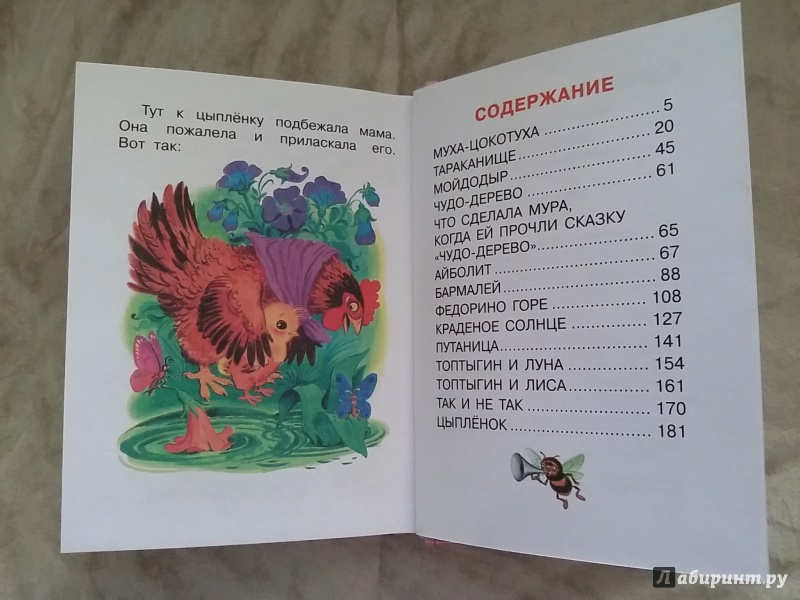 Тут к цыплёнку подбежала мама.
Она пожалела и приласкала его.
Вот так:
СОДЕРЖАНИЕ
МУХА-ЦОКОТУХА ................ 5
ТАРАКАНИЩЕ .................... 20
МОЙДОДЫР ...................... 45
ЧУДО-ДЕРЕВО ................... 61
ЧТО СДЕЛАЛА МУРА,
КОГДА ЕЙ ПРОЧЛИ СКАЗКУ
«ЧУДО-ДЕРЕВО» ................. 65
АЙБОЛИТ ....................... 67
БАРМАЛЕЙ ...................... 88
ФЕДОРИНО ГОРЕ ................. 108
КРАДЕНОЕ СОЛНЦЕ ............... 127
ПУТАНИЦА ...................... 141
ТОПТЫГИН И ЛУНА ............... 154
ТОПТЫГИН И ЛИСА ............... 161
ТАК И НЕ ТАК .................. 170
ЦЫПЛЁНОК ...................... 181
Лабиринт.ру